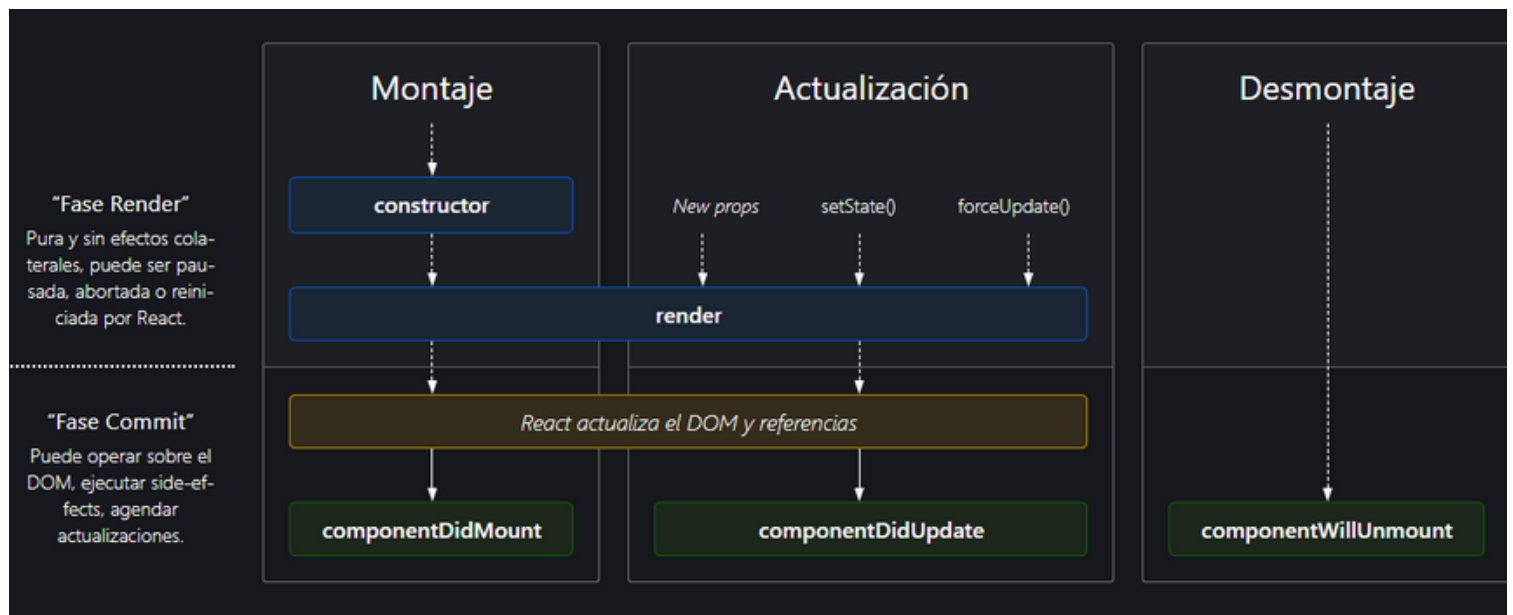 Montaje
Actualización
Desmontaje
“Fase Render”
Pura y sin efectos cola-
terales, puede ser pau-
sada, abortada o reini-
ciada por React.
constructor
New props
setState()
forceUpdate()
render
“Fase Commit”
Puede operar sobre el
DOM, ejecutar side-ef-
fects, agendar
actualizaciones.
React actualiza el DOM y referencias
componentDidMount
componentDidUpdate
componentWillUnmount